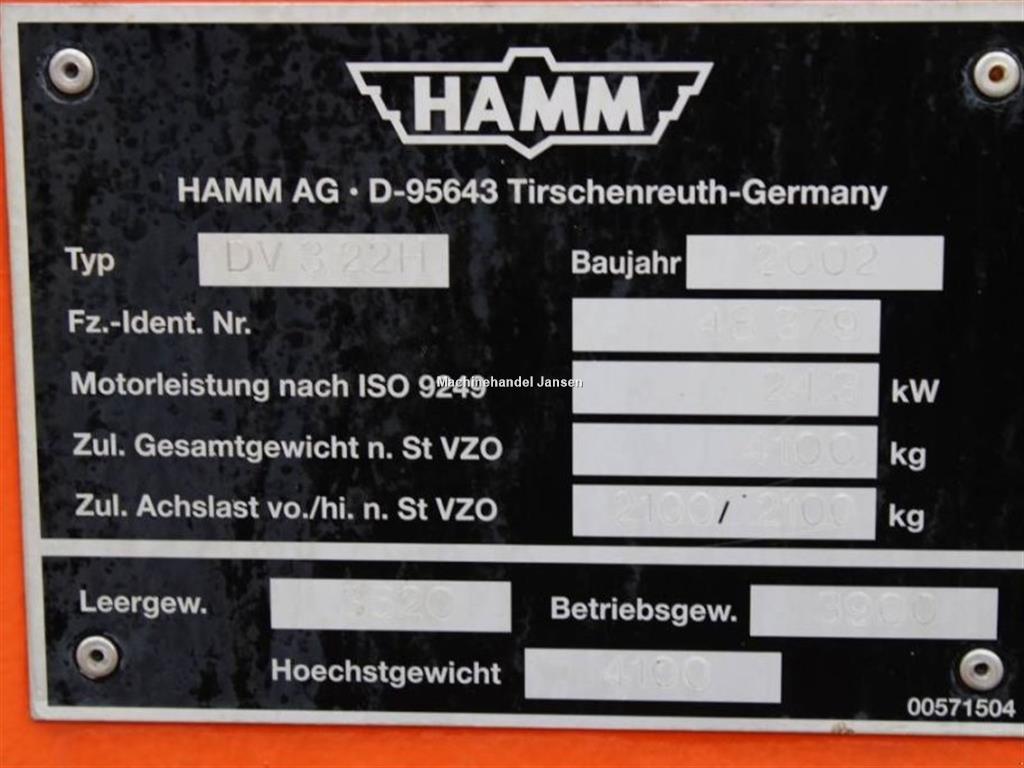 HAMM
HAMM AG · D-95643 Tirschenreuth-Germany
Typ DV 3 22H Baujahr 2002
Fz.-Ident. Nr. 48 379
Motorleistung nach ISO 9249 kW
Machinehandel Jansen
Zul. Gesamtgewicht n. St VZO 4100 kg
Zul. Achslast vo./hi. n. St VZO 2100 / 2100 kg
Leergew. 3520 Betriebsgew. 3900
Hoechstgewicht 4100
00571504